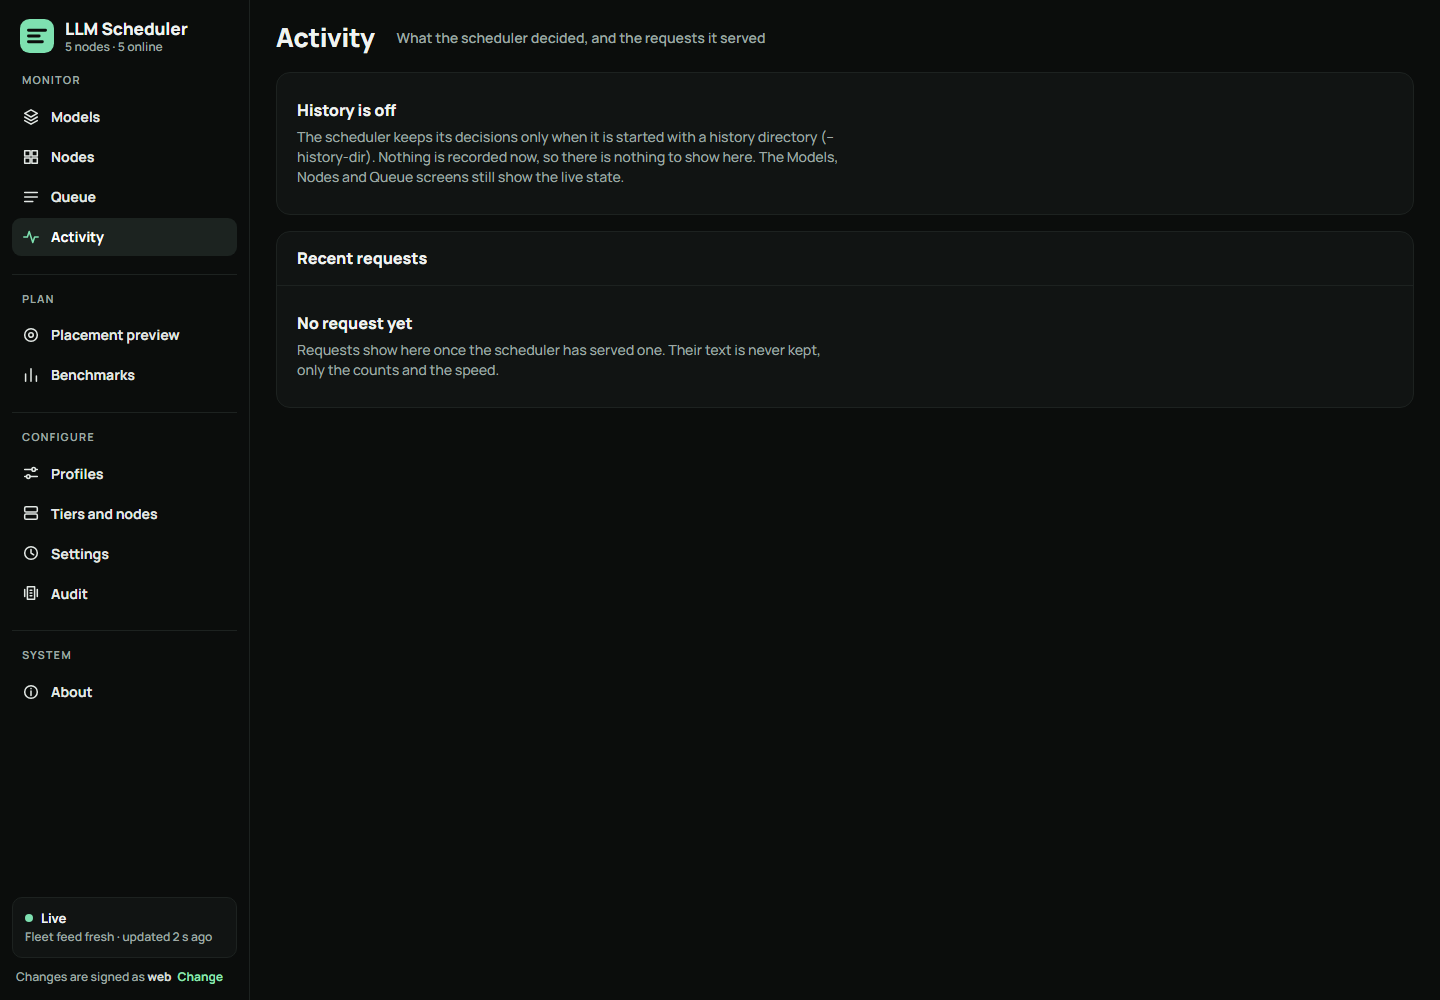 LLM Scheduler
5 nodes · 5 online
MONITOR
Models
Nodes
Queue
Activity
PLAN
Placement preview
Benchmarks
CONFIGURE
Profiles
Tiers and nodes
Settings
Audit
SYSTEM
About
Live
Fleet feed fresh · updated 2 s ago
Changes are signed as web Change
Activity
What the scheduler decided, and the requests it served
History is off
The scheduler keeps its decisions only when it is started with a history directory (–
history-dir). Nothing is recorded now, so there is nothing to show here. The Models,
Nodes and Queue screens still show the live state.
Recent requests
No request yet
Requests show here once the scheduler has served one. Their text is never kept,
only the counts and the speed.